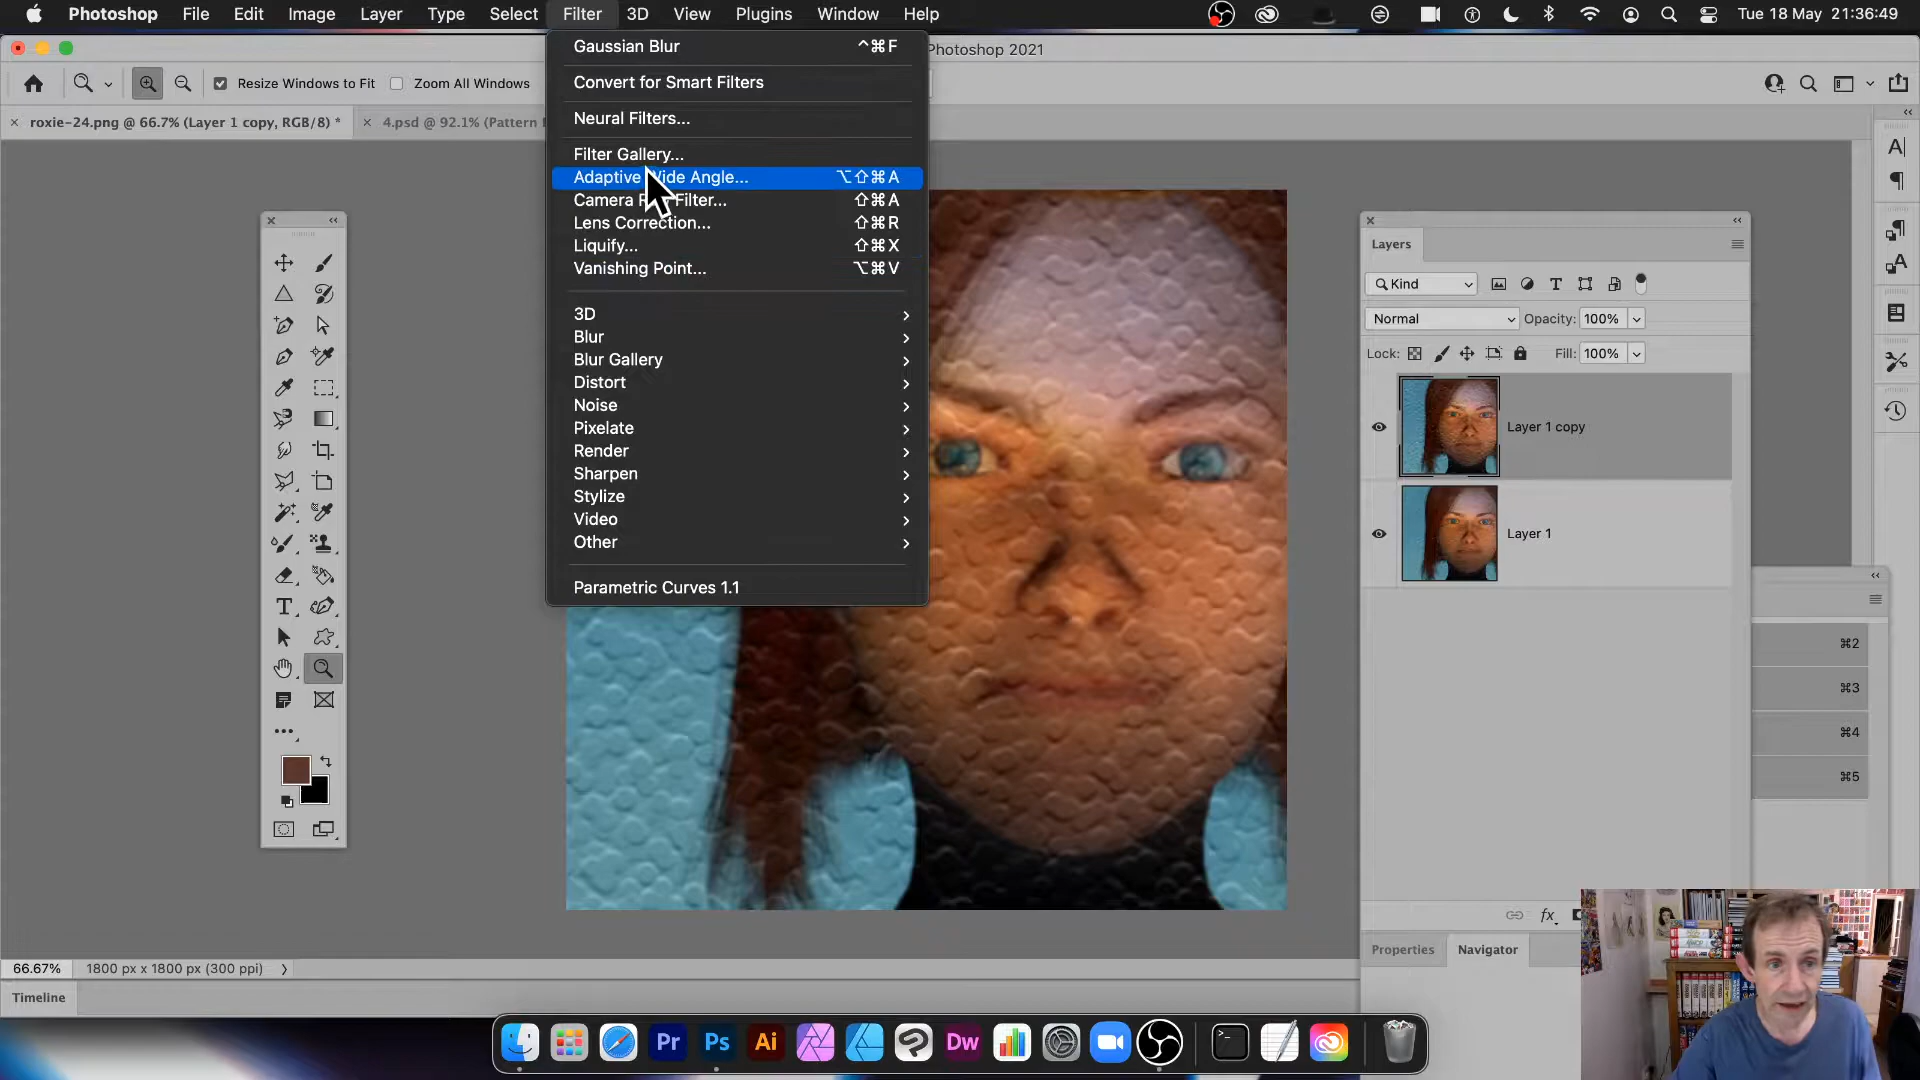 Photoshop File Edit Image Layer Type Select Filter 3D View Plugins Window Help Tue 18 May 21:36:49
Photoshop 2021
Resize Windows to Fit Zoom All Windows
roxie-24.png @ 66.7% (Layer 1 copy, RGB/8) * 4.psd @ 92.1% (Pattern
Gaussian Blur ^⌘F
Convert for Smart Filters
Neural Filters...
Filter Gallery...
Adaptive Wide Angle... ⌥⇧⌘A
Camera Filter... ⇧⌘A
Lens Correction... ⇧⌘R
Liquify... ⇧⌘X
Vanishing Point... ⌥⌘V
3D
Blur
Blur Gallery
Distort
Noise
Pixelate
Render
Sharpen
Stylize
Video
Other
Parametric Curves 1.1
Layers
Kind
Normal Opacity: 100%
Lock: Fill: 100%
Layer 1 copy
Layer 1
⌘2
⌘3
⌘4
⌘5
fx
Properties Navigator
66.67% 1800 px x 1800 px (300 ppi)
Timeline
Pr Ps Ai Dw